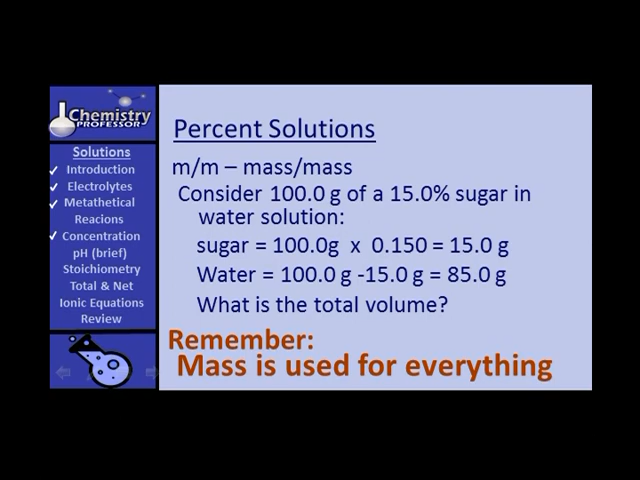 Chemistry
PROFESSOR
Solutions
Introduction
Electrolytes
Metathetical
Reacions
Concentration
pH (brief)
Stoichiometry
Total & Net
Ionic Equations
Review
Percent Solutions
m/m – mass/mass
Consider 100.0 g of a 15.0% sugar in
water solution:
sugar = 100.0g x 0.150 = 15.0 g
Water = 100.0 g -15.0 g = 85.0 g
What is the total volume?
Remember:
Mass is used for everything